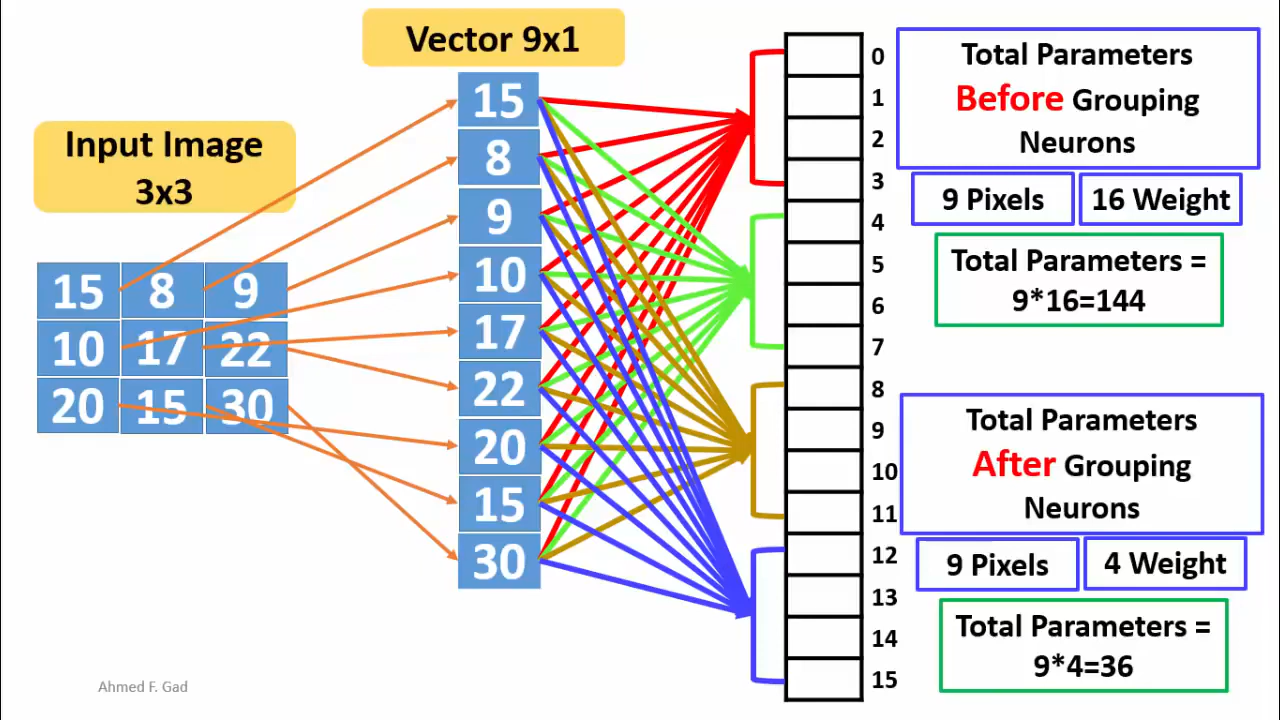 Vector 9x1
Input Image
3x3
15 8 9
10 17 22
20 15 30
15
8
9
10
17
22
20
15
30
0
1
2
3
4
5
6
7
8
9
10
11
12
13
14
15
Total Parameters
Before Grouping
Neurons
9 Pixels
16 Weight
Total Parameters =
9*16=144
Total Parameters
After Grouping
Neurons
9 Pixels
4 Weight
Total Parameters =
9*4=36
Ahmed F. Gad